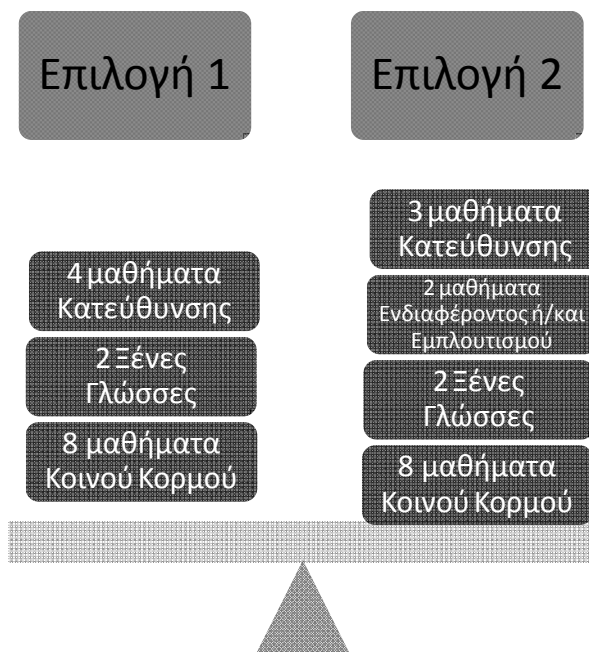 Επιλογή 1
Επιλογή 2
4 μαθήματα
Κατεύθυνσης
2 Ξένες
Γλώσσες
8 μαθήματα
Κοινού Κορμού
3 μαθήματα
Κατεύθυνσης
2 μαθήματα
Ενδιαφέροντος ή/και
Εμπλουτισμού
2 Ξένες
Γλώσσες
8 μαθήματα
Κοινού Κορμού